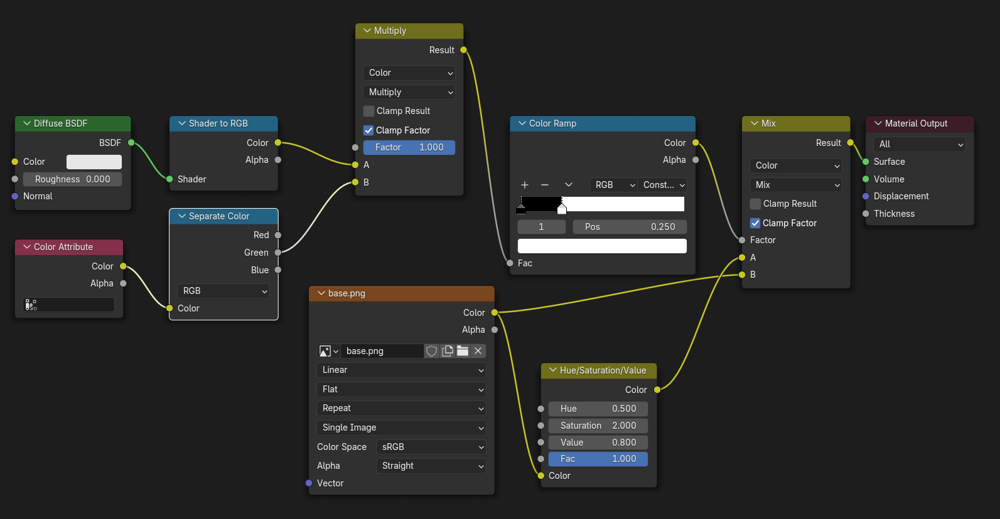 Multiply
Result
Color
Multiply
Clamp Result
Clamp Factor
Factor 1.000
A
B
Diffuse BSDF
BSDF
Color
Roughness 0.000
Normal
Shader to RGB
Color
Alpha
Shader
Separate Color
Red
Green
Blue
RGB
Color
Color Attribute
Color
Alpha
Color Ramp
Color
Alpha
RGB Const...
1 Pos 0.250
Fac
Mix
Result
Color
Mix
Clamp Result
Clamp Factor
Factor
A
B
Material Output
All
Surface
Volume
Displacement
Thickness
base.png
Color
Alpha
base.png
Linear
Flat
Repeat
Single Image
Color Space sRGB
Alpha Straight
Vector
Hue/Saturation/Value
Color
Hue 0.500
Saturation 2.000
Value 0.800
Fac 1.000
Color